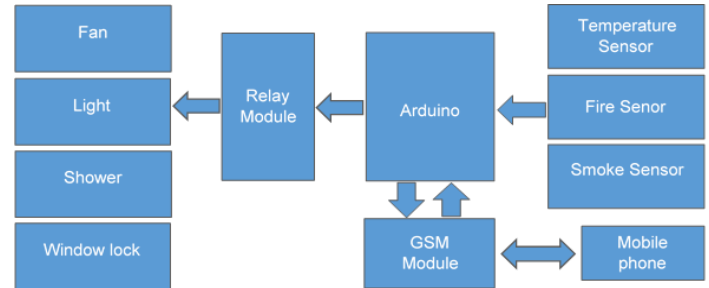 Fan
Light
Shower
Window lock
Relay
Module
Arduino
GSM
Module
Temperature
Sensor
Fire Senor
Smoke Sensor
Mobile
phone